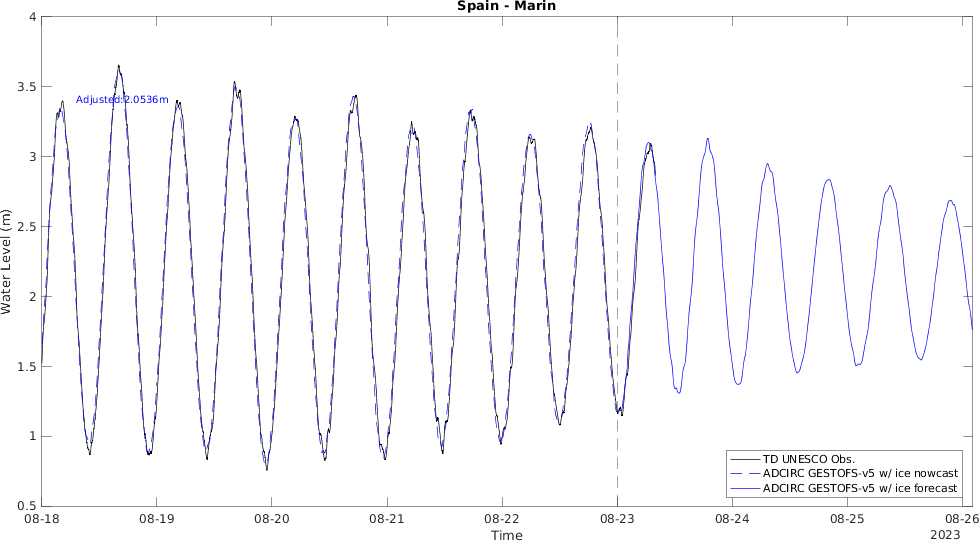 Spain - Marin
4
3.5
3
2.5
2
1.5
1
0.5
Water Level (m)
Adjusted:2.0536m
TD UNESCO Obs.
ADCIRC GESTOFS-v5 w/ ice nowcast
ADCIRC GESTOFS-v5 w/ ice forecast
08-18 08-19 08-20 08-21 08-22 08-23 08-24 08-25 08-26
Time
2023